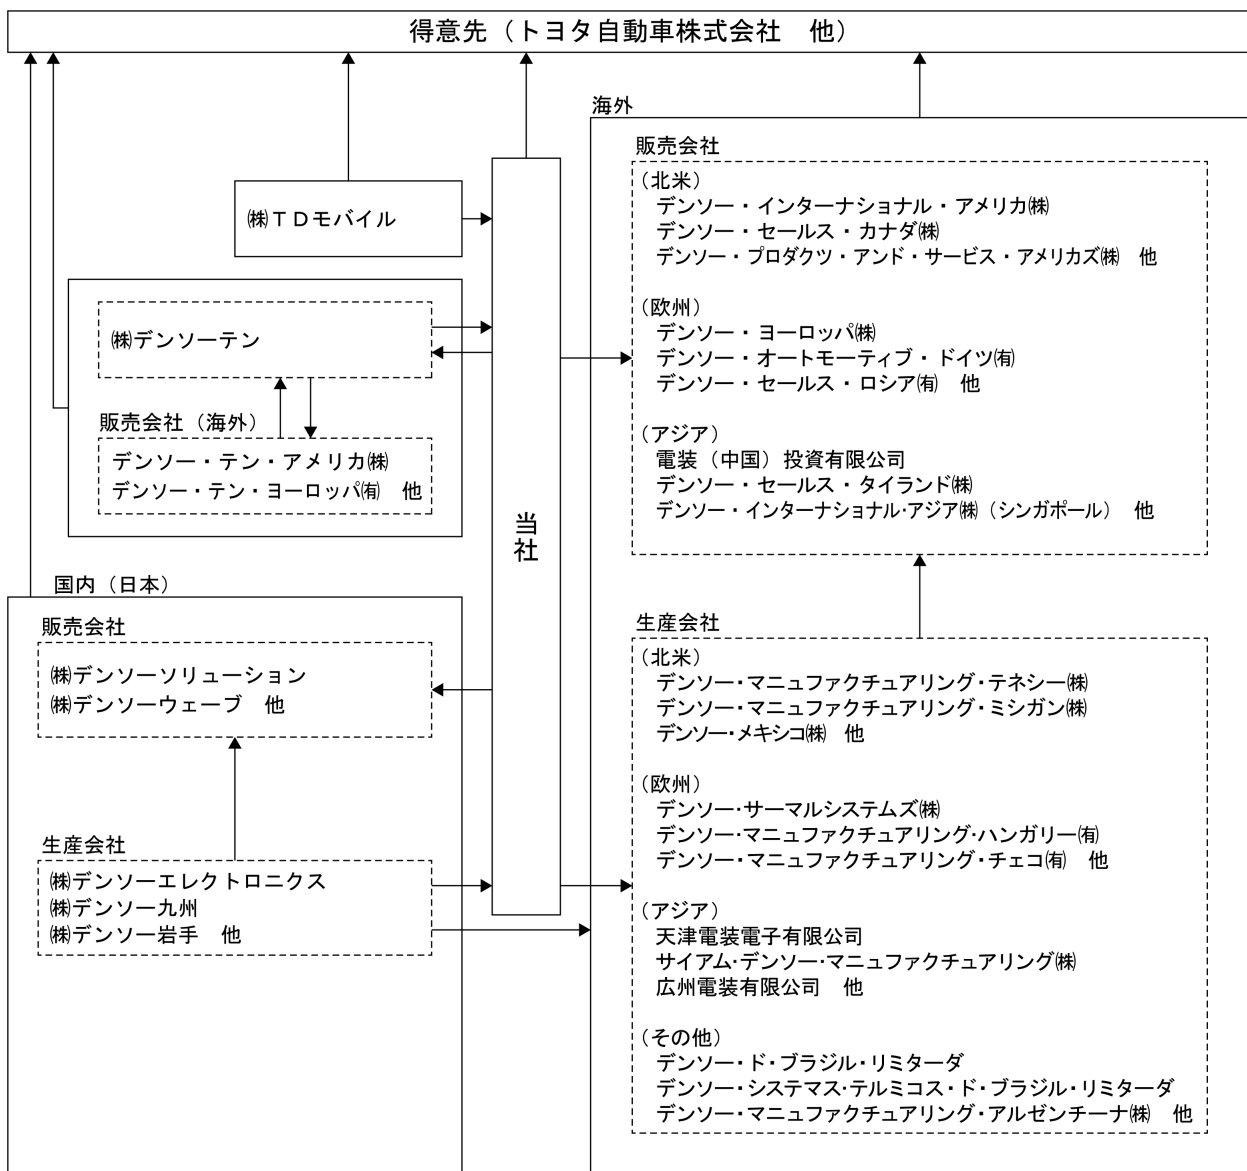 得意先（トヨタ自動車株式会社　他）
㈱ＴＤモバイル
㈱デンソーテン
販売会社（海外）
デンソー・テン・アメリカ㈱
デンソー・テン・ヨーロッパ㈲　他
国内（日本）
販売会社
㈱デンソーソリューション
㈱デンソーウェーブ　他
生産会社
㈱デンソーエレクトロニクス
㈱デンソー九州
㈱デンソー岩手　他
当社
海外
販売会社
（北米）
デンソー・インターナショナル・アメリカ㈱
デンソー・セールス・カナダ㈱
デンソー・プロダクツ・アンド・サービス・アメリカズ㈱　他
（欧州）
デンソー・ヨーロッパ㈱
デンソー・オートモーティブ・ドイツ㈲
デンソー・セールス・ロシア㈲　他
（アジア）
電装（中国）投資有限公司
デンソー・セールス・タイランド㈱
デンソー・インターナショナル・アジア㈱（シンガポール）　他
生産会社
（北米）
デンソー・マニュファクチュアリング・テネシー㈱
デンソー・マニュファクチュアリング・ミシガン㈱
デンソー・メキシコ㈱　他
（欧州）
デンソー・サーマルシステムズ㈱
デンソー・マニュファクチュアリング・ハンガリー㈲
デンソー・マニュファクチュアリング・チェコ㈲　他
（アジア）
天津電装電子有限公司
サイアム・デンソー・マニュファクチュアリング㈱
広州電装有限公司　他
（その他）
デンソー・ド・ブラジル・リミターダ
デンソー・システマス・テルミコス・ド・ブラジル・リミターダ
デンソー・マニュファクチュアリング・アルゼンチーナ㈱　他